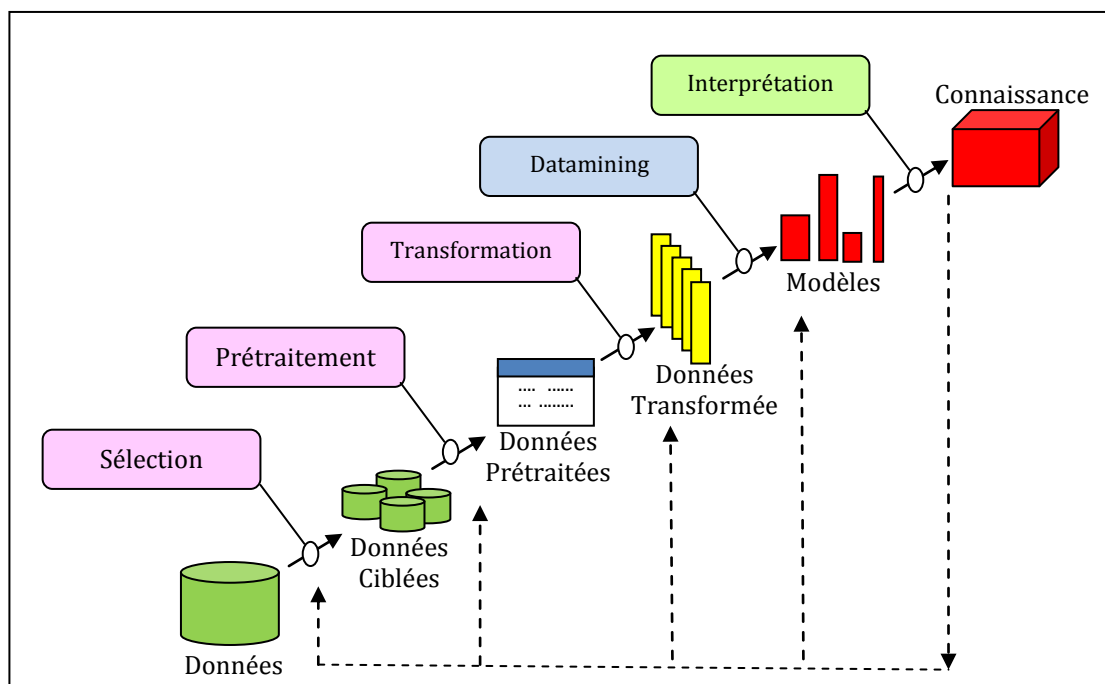 Interprétation
Connaissance
Datamining
Modèles
Transformation
Données
Transformée
Prétraitement
Données
Prétraitées
Sélection
Données
Ciblées
Données